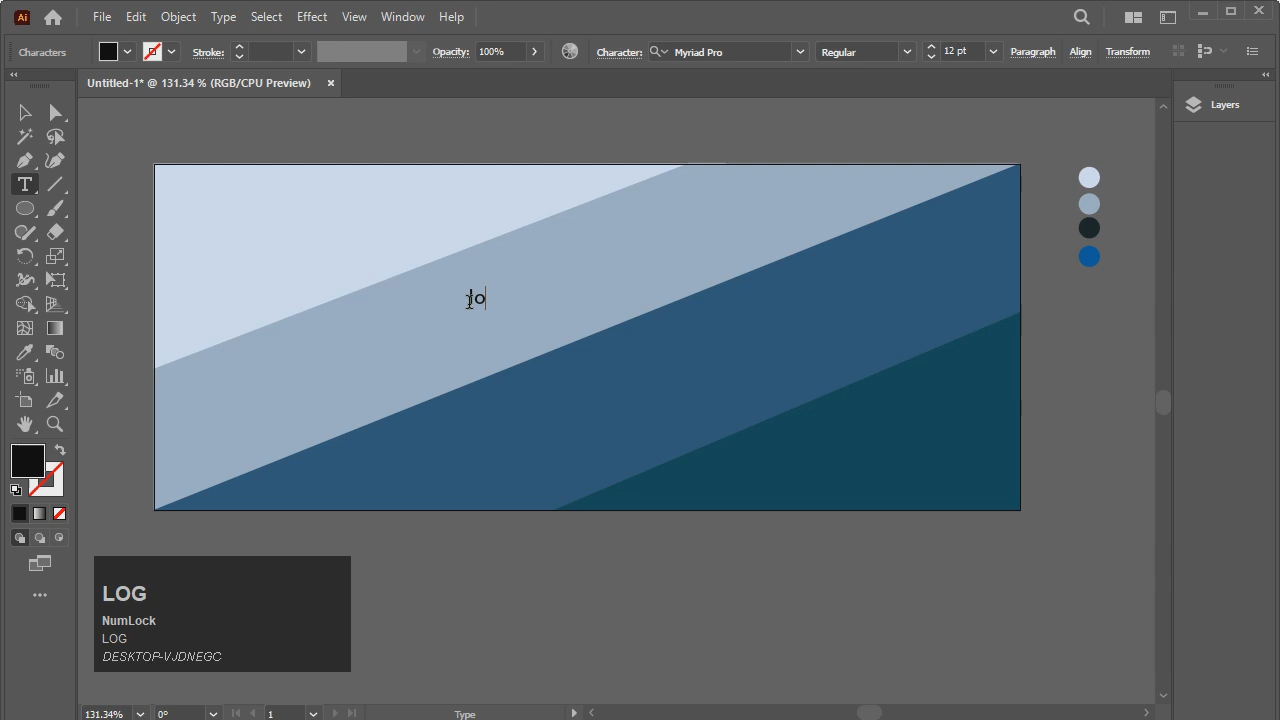 Ai File Edit Object Type Select Effect View Window Help
Characters Stroke: Opacity: 100% Character: Myriad Pro Regular 12 pt Paragraph Align Transform
Untitled-1* @ 131.34 % (RGB/CPU Preview)
Layers
LOG
NumLock
LOG
DESKTOP-VJDNEGC
131.34% 0° 1 Type